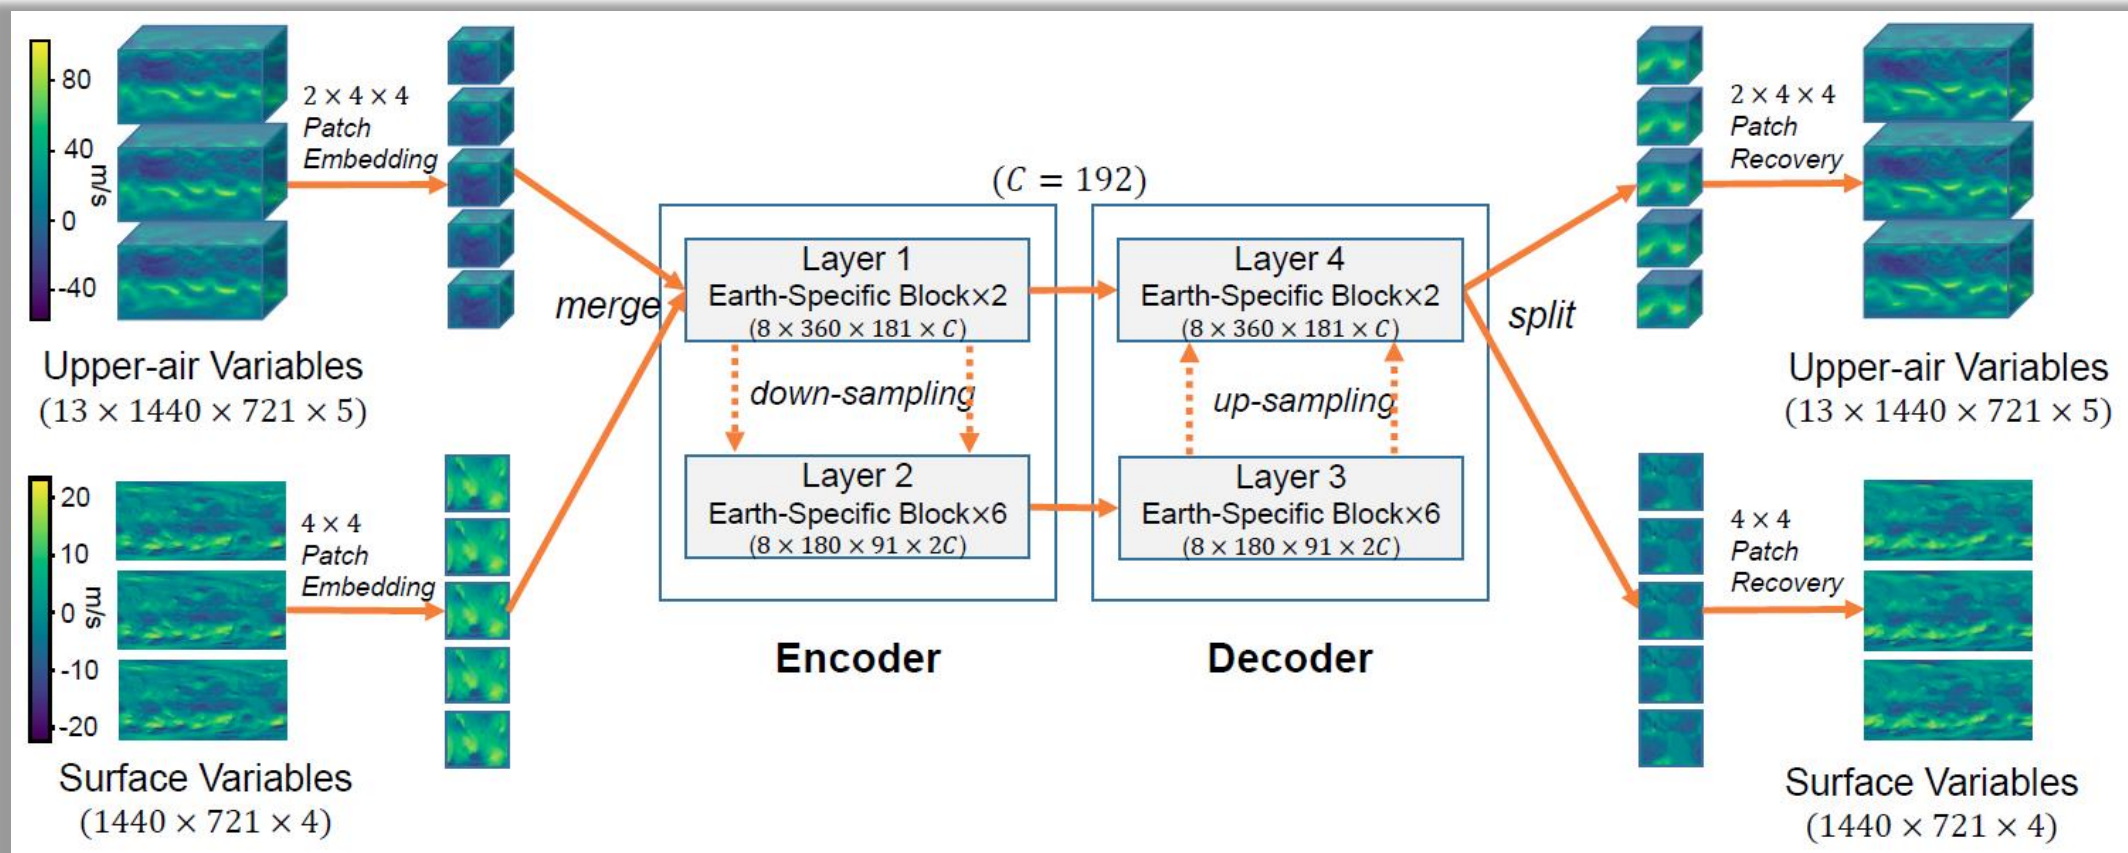 80
40
0
-40
m/s
2 × 4 × 4
Patch
Embedding
Upper-air Variables
(13 × 1440 × 721 × 5)
20
10
0
-10
-20
m/s
4 × 4
Patch
Embedding
Surface Variables
(1440 × 721 × 4)
merge
(C = 192)
Layer 1
Earth-Specific Block×2
(8 × 360 × 181 × C)
down-sampling
Layer 2
Earth-Specific Block×6
(8 × 180 × 91 × 2C)
Encoder
Layer 4
Earth-Specific Block×2
(8 × 360 × 181 × C)
up-sampling
Layer 3
Earth-Specific Block×6
(8 × 180 × 91 × 2C)
Decoder
split
2 × 4 × 4
Patch
Recovery
Upper-air Variables
(13 × 1440 × 721 × 5)
4 × 4
Patch
Recovery
Surface Variables
(1440 × 721 × 4)